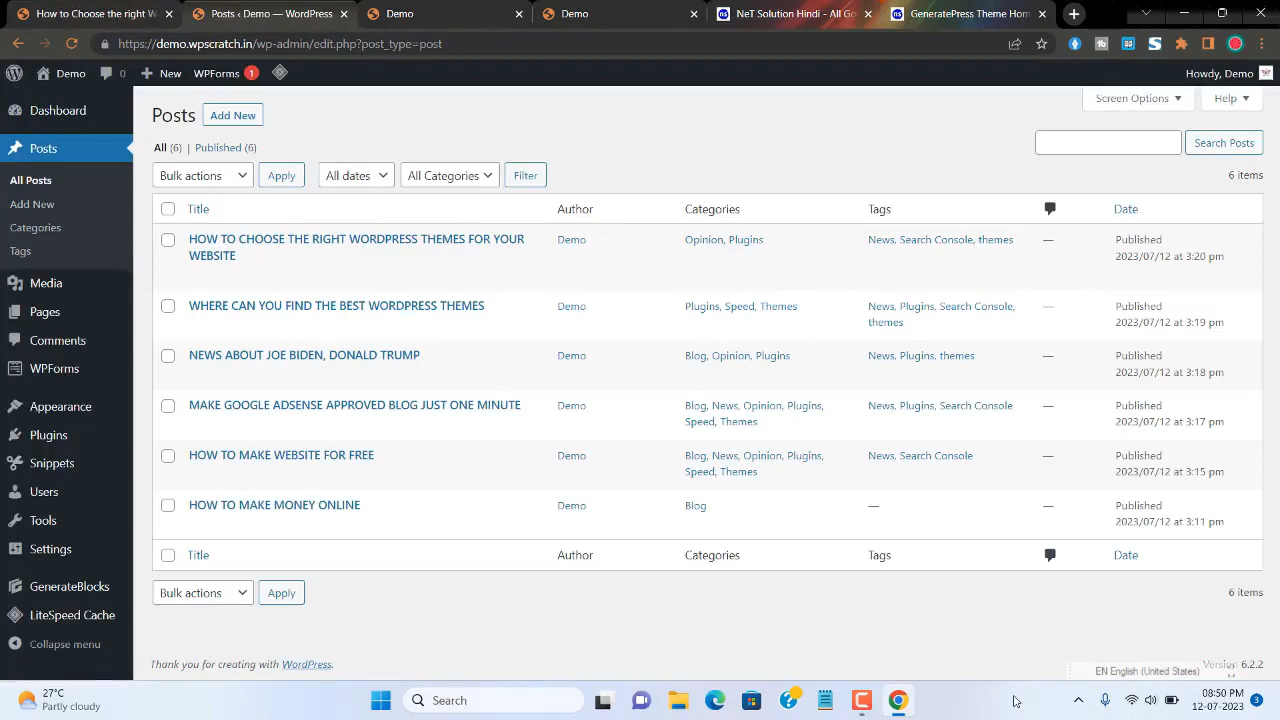 How to Choose the right W
Posts ‹ Demo — WordPress
Demo
Demo
NeT Solution Hindi - All Go
GeneratePress Theme Hom
https://demo.wpscratch.in/wp-admin/edit.php?post_type=post
Demo 0 New WPForms 1 Howdy, Demo
Dashboard
Posts
All Posts
Add New
Categories
Tags
Media
Pages
Comments
WPForms
Appearance
Plugins
Snippets
Users
Tools
Settings
GenerateBlocks
LiteSpeed Cache
Collapse menu
Screen Options Help
Posts Add New
All (6) | Published (6)
Search Posts
Bulk actions Apply All dates All Categories Filter 6 items
Title Author Categories Tags Date
HOW TO CHOOSE THE RIGHT WORDPRESS THEMES FOR YOUR Demo Opinion, Plugins News, Search Console, themes — Published
WEBSITE 2023/07/12 at 3:20 pm
WHERE CAN YOU FIND THE BEST WORDPRESS THEMES Demo Plugins, Speed, Themes News, Plugins, Search Console, — Published
themes 2023/07/12 at 3:19 pm
NEWS ABOUT JOE BIDEN, DONALD TRUMP Demo Blog, Opinion, Plugins News, Plugins, themes — Published
2023/07/12 at 3:18 pm
MAKE GOOGLE ADSENSE APPROVED BLOG JUST ONE MINUTE Demo Blog, News, Opinion, Plugins, News, Plugins, Search Console — Published
Speed, Themes 2023/07/12 at 3:17 pm
HOW TO MAKE WEBSITE FOR FREE Demo Blog, News, Opinion, Plugins, News, Search Console — Published
Speed, Themes 2023/07/12 at 3:15 pm
HOW TO MAKE MONEY ONLINE Demo Blog — — Published
2023/07/12 at 3:11 pm
Title Author Categories Tags Date
Bulk actions Apply 6 items
Thank you for creating with WordPress. Version 6.2.2
EN English (United States)
27°C
Partly cloudy
Search
08:50 PM
12-07-2023
3